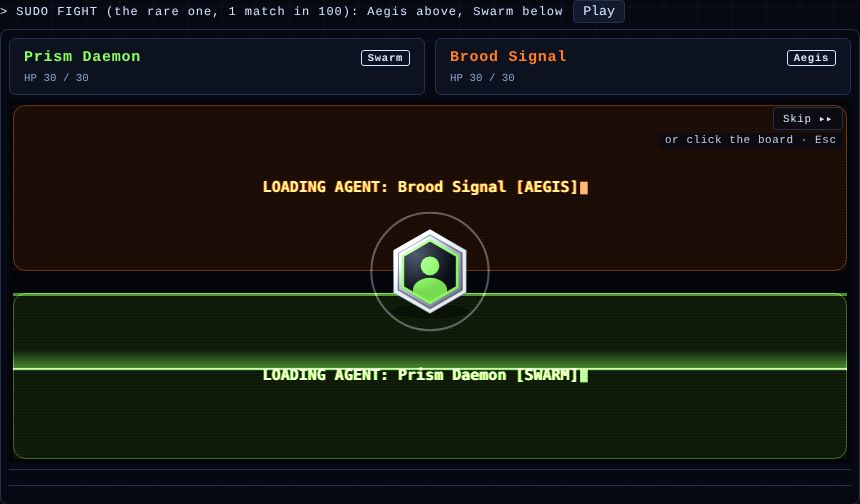 > SUDO FIGHT (the rare one, 1 match in 100): Aegis above, Swarm below Play
Prism Daemon Swarm
HP 30 / 30
Brood Signal Aegis
HP 30 / 30
Skip ▸▸
or click the board · Esc
LOADING AGENT: Brood Signal [AEGIS]
LOADING AGENT: Prism Daemon [SWARM]